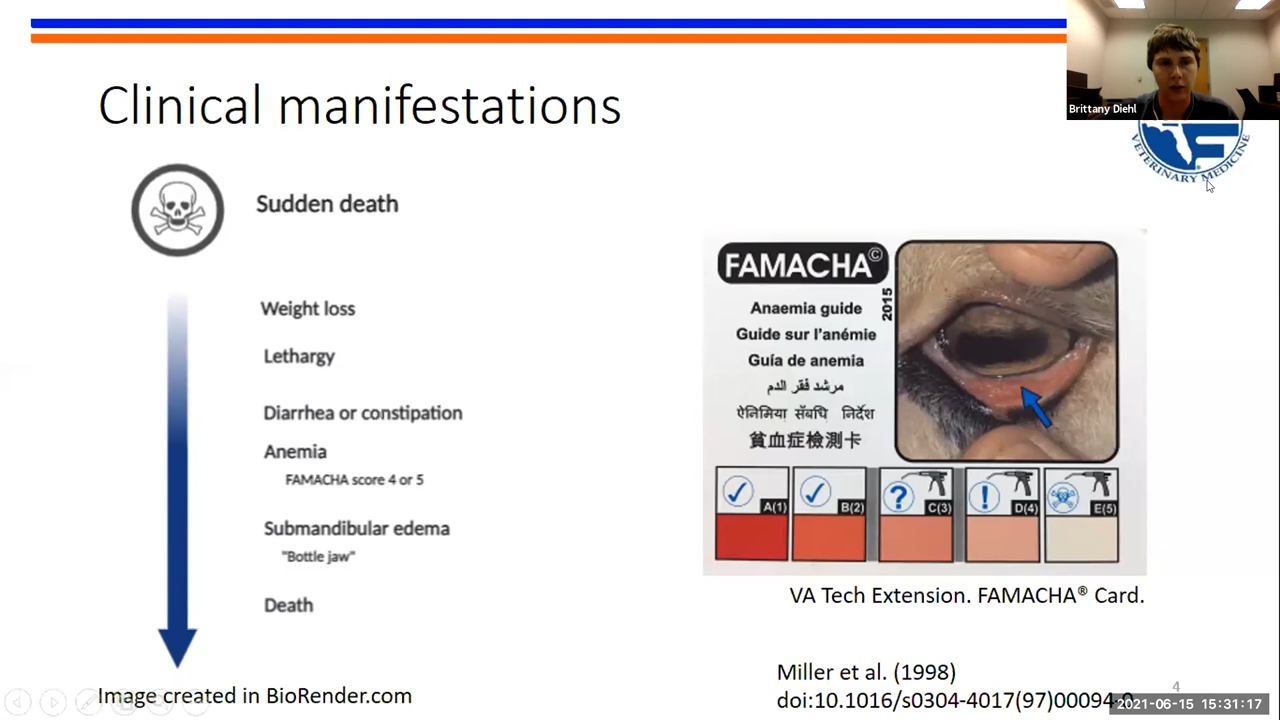 Brittany Diehl
VETERINARY MEDICINE
Clinical manifestations
Sudden death
Weight loss
Lethargy
Diarrhea or constipation
Anemia
FAMACHA score 4 or 5
Submandibular edema
"Bottle jaw"
Death
Image created in BioRender.com
FAMACHA©
2015
Anaemia guide
Guide sur l'anémie
Guía de anemia
مرشد فقر الدم
ऐनिमिया संबधि निर्देश
貧血症檢測卡
A(1) B(2) C(3) D(4) E(5)
VA Tech Extension. FAMACHA® Card.
Miller et al. (1998)
doi:10.1016/s0304-4017(97)00094-0
4
2021-06-15 15:31:17